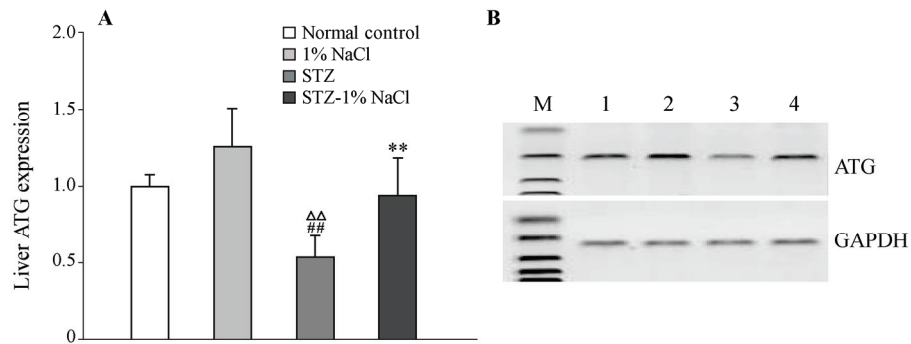 A
B
2.0
1.5
1.0
0.5
0
Liver ATG expression
Normal control
1% NaCl
STZ
STZ-1% NaCl
ΔΔ
##
**
M 1 2 3 4
ATG
GAPDH